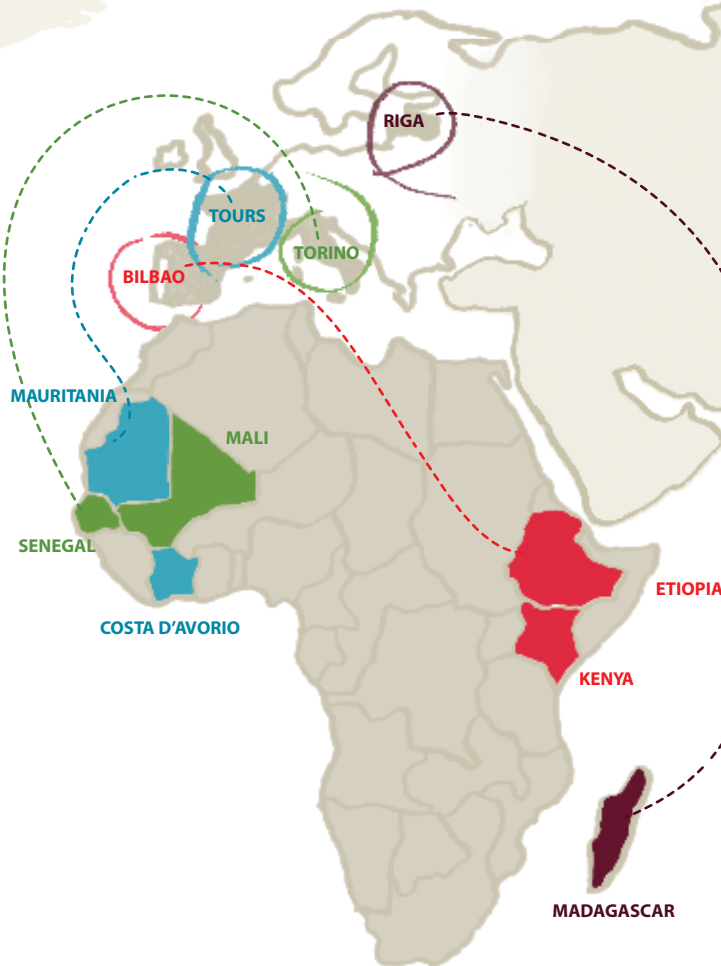 RIGA
TOURS
TORINO
BILBAO
MAURITANIA
MALI
SENEGAL
ETIOPIA
COSTA D’AVORIO
KENYA
MADAGASCAR